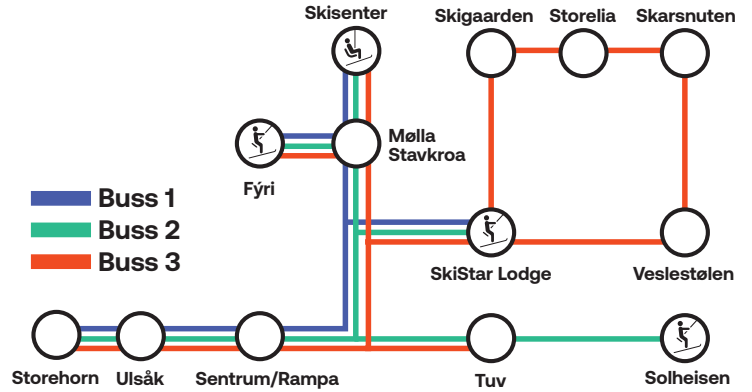 Skisenter
Skigaarden
Storelia
Skarsnuten
Mølla
Stavkroa
Fýri
Buss 1
Buss 2
Buss 3
SkiStar Lodge
Veslestølen
Storehorn
Ulsåk
Sentrum/Rampa
Tuv
Solheisen